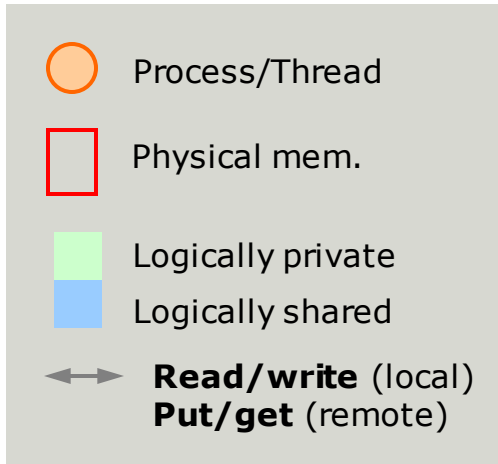 Process/Thread
Physical mem.
Logically private
Logically shared
Read/write (local)
Put/get (remote)